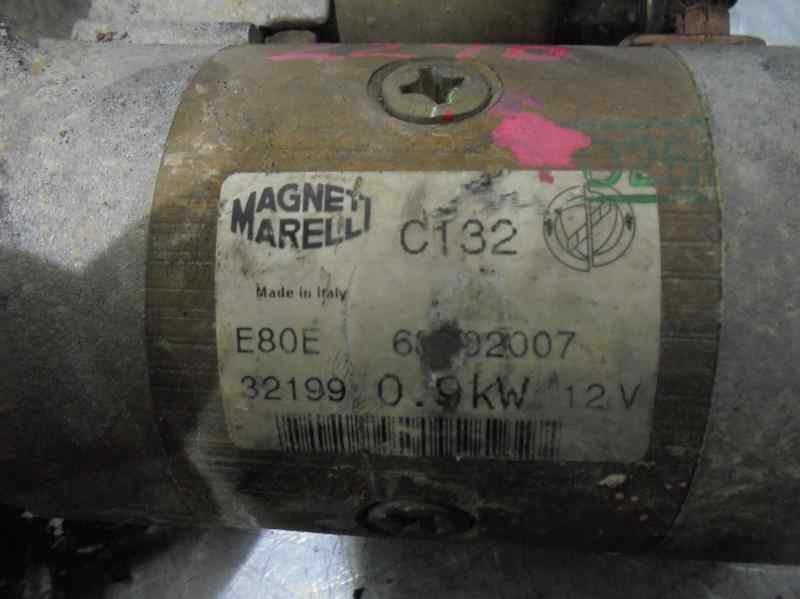 MAGNETI
MARELLI
C132
Made in Italy
E80E
32199 0.9kW 12V